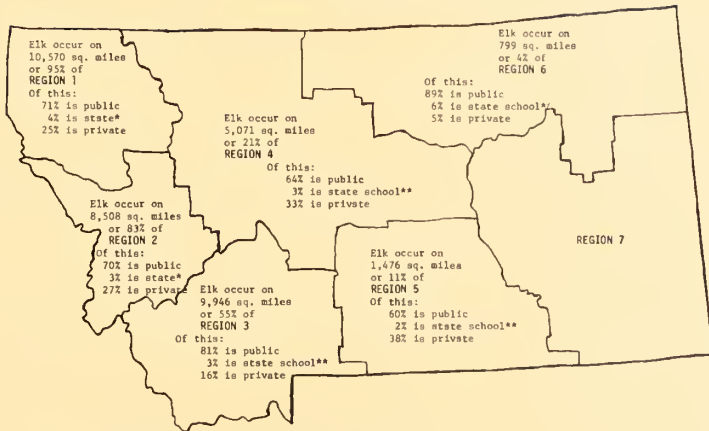 Elk occur on
10,570 sq. miles
or 95% of
REGION 1
Of this:
71% is public
4% is state*
25% is private
Elk occur on
799 sq. miles
or 4% of
REGION 6
Of this:
89% is public
6% is state school**
5% is private
Elk occur on
5,071 sq. miles
or 21% of
REGION 4
Of this:
64% is public
3% is state school**
33% is private
Elk occur on
8,508 sq. miles
or 83% of
REGION 2
Of this:
70% is public
3% is state*
27% is private
Elk occur on
9,946 sq. miles
or 55% of
REGION 3
Of this:
81% is public
3% is state school**
16% is private
Elk occur on
1,476 sq. miles
or 11% of
REGION 5
Of this:
60% is public
2% is state school**
38% is private
REGION 7